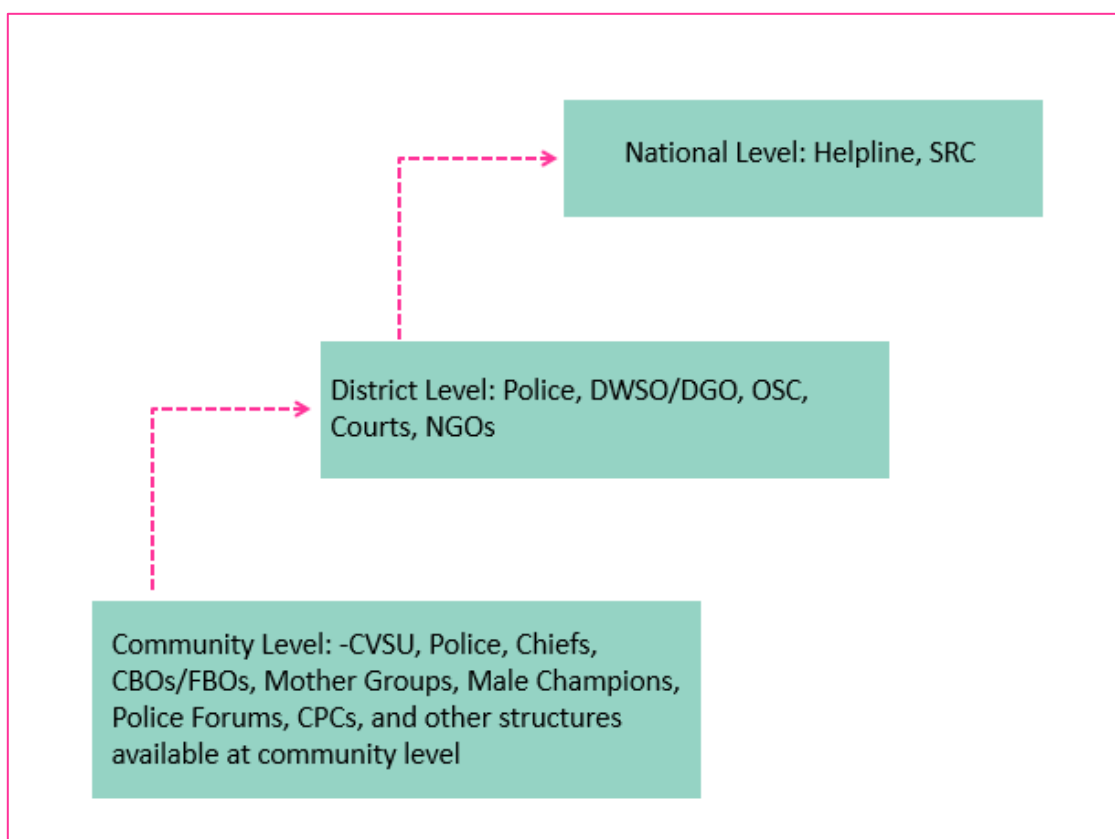 National Level: Helpline, SRC
District Level: Police, DWSO/DGO, OSC,
Courts, NGOs
Community Level: -CVSU, Police, Chiefs,
CBOs/FBOs, Mother Groups, Male Champions,
Police Forums, CPCs, and other structures
available at community level